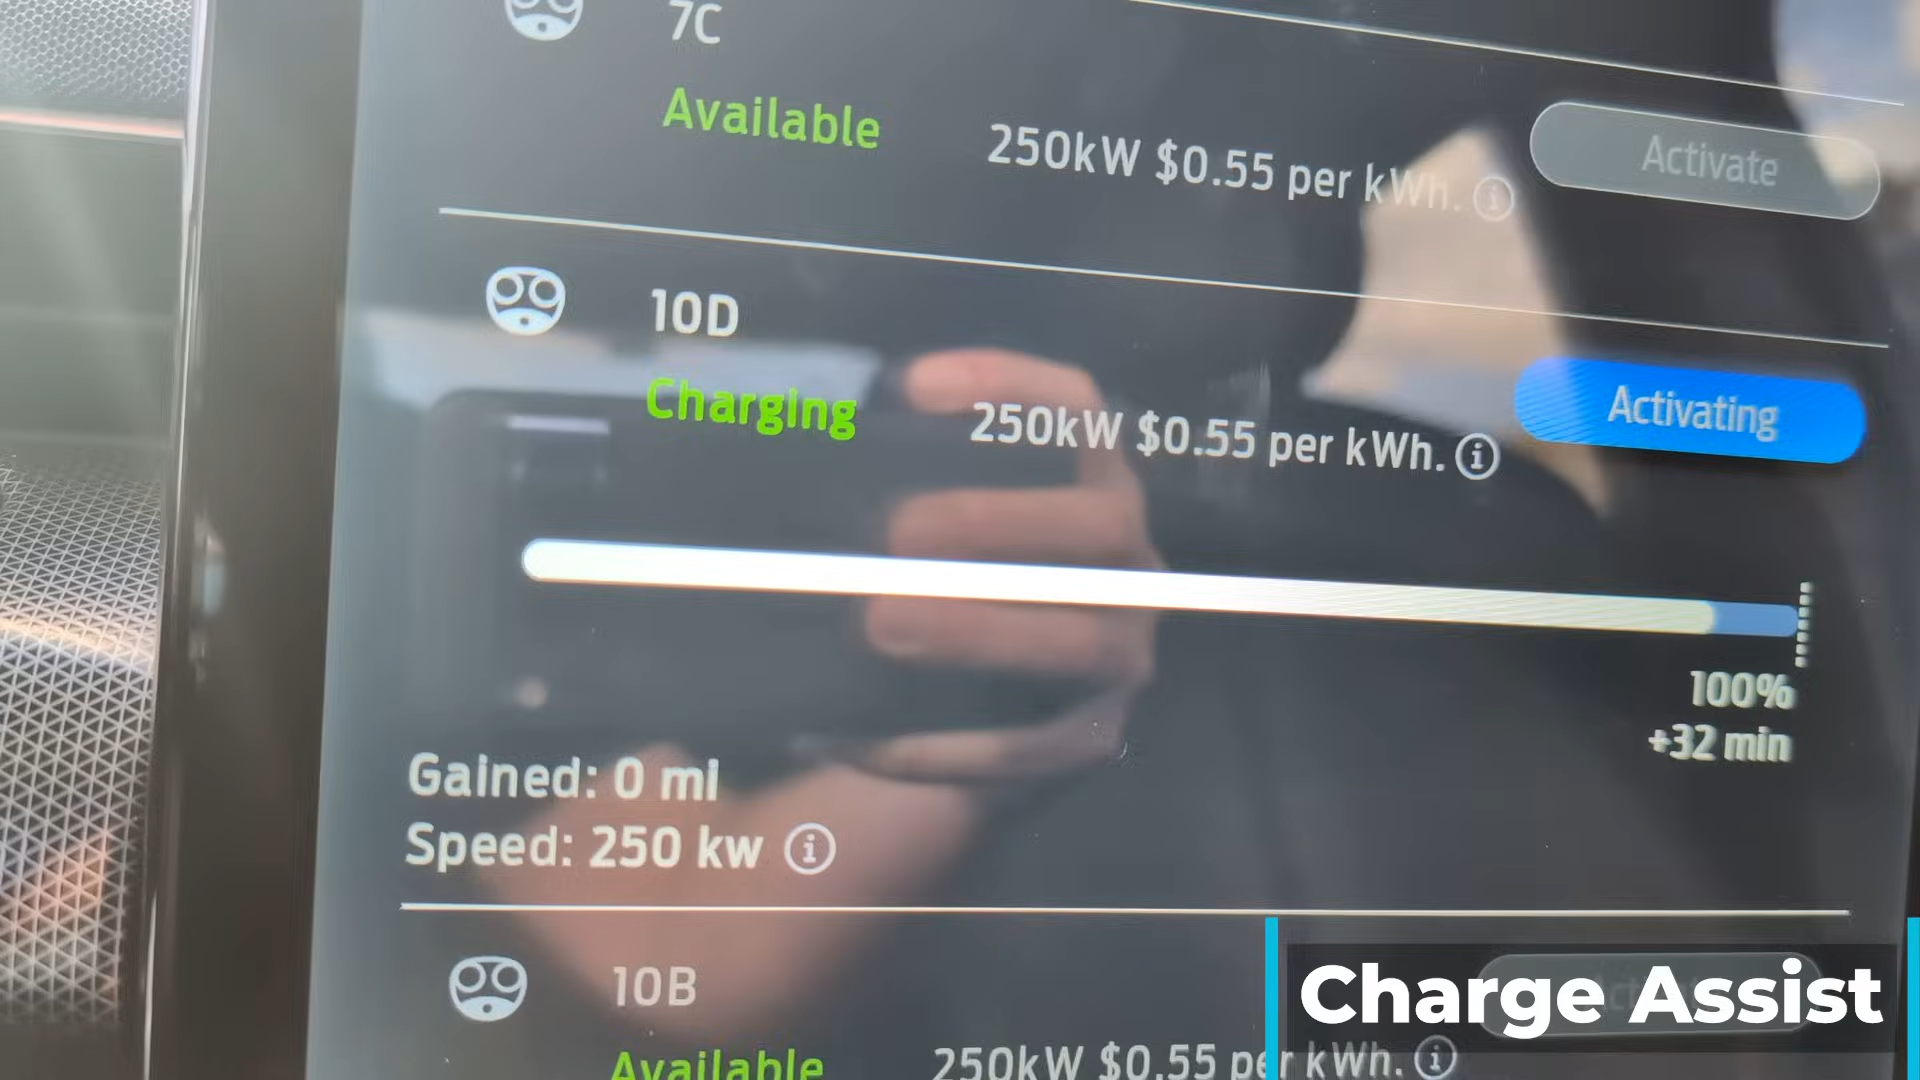 7C
Available
250kW $0.55 per kWh.
Activate
10D
Charging
250kW $0.55 per kWh.
Activating
100%
+32 min
Gained: 0 mi
Speed: 250 kw
10B
Available
250kW $0.55 per kWh.
Charge Assist